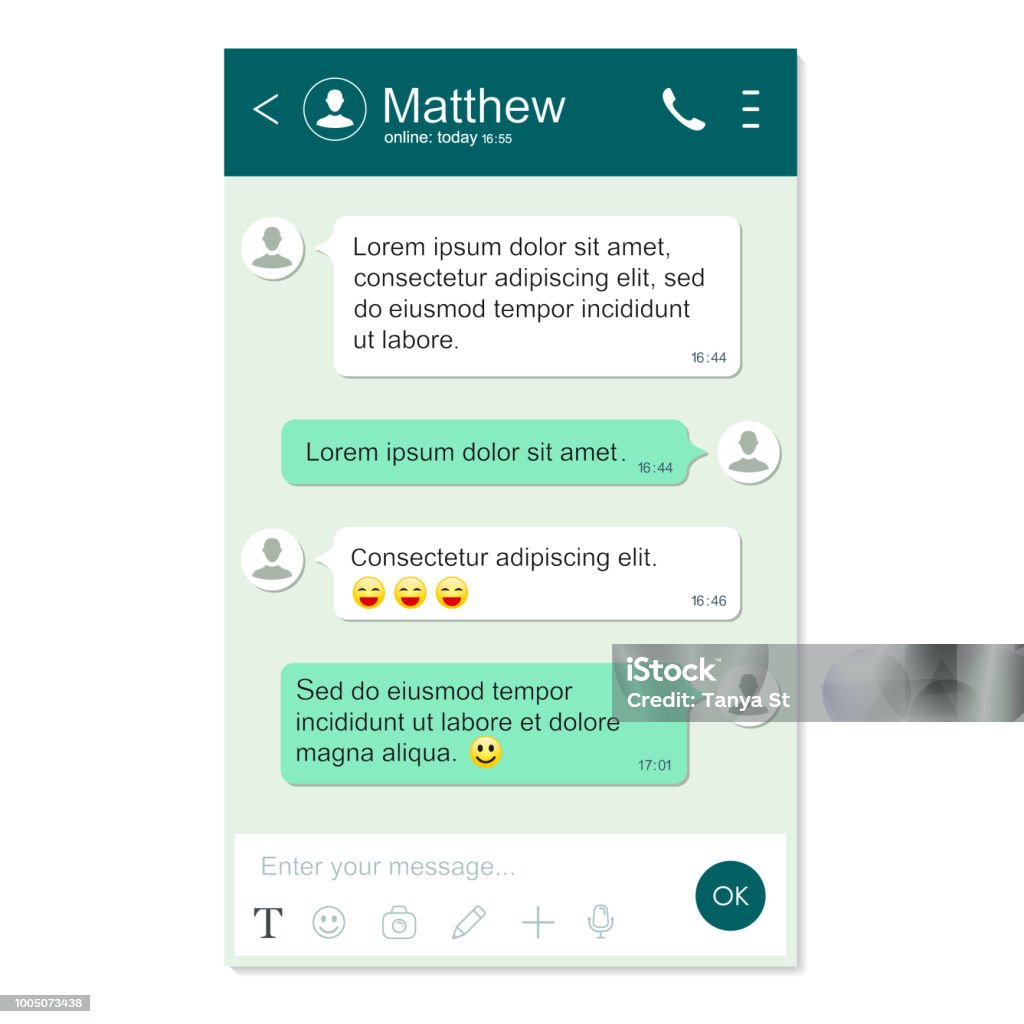 Matthew
online: today 16:55
Lorem ipsum dolor sit amet,
consectetur adipiscing elit, sed
do eiusmod tempor incididunt
ut labore.
16:44
Lorem ipsum dolor sit amet.
16:44
Consectetur adipiscing elit.
16:46
iStock™
Credit: Tanya St
Sed do eiusmod tempor
incididunt ut labore et dolore
magna aliqua.
17:01
Enter your message...
OK
T
1005073438